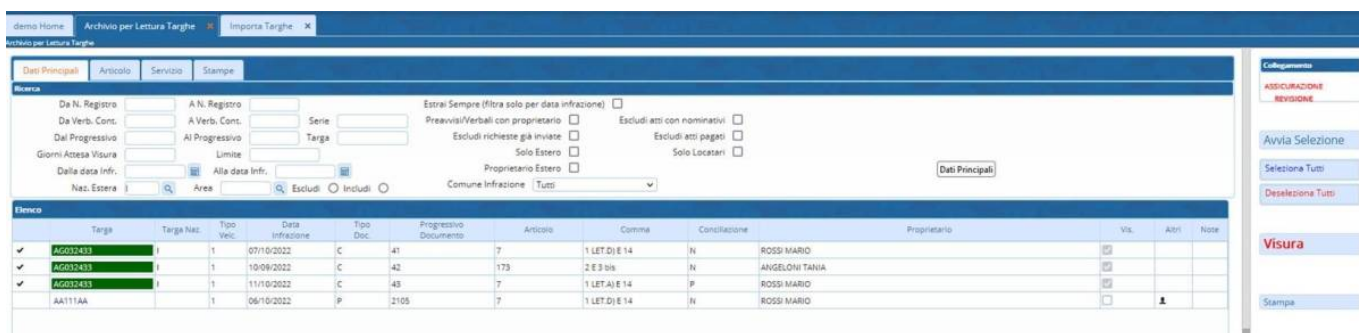 demo Home Archivio per Lettura Targhe × Importa Targhe ×
Archivio per Lettura Targhe
Dati Principali Articolo Servizio Stampe
Ricerca
Da N. Registro A N. Registro Estrai Sempre (filtra solo per data infrazione)
Da Verb. Cont. A Verb. Cont. Serie Preavvisi/Verbali con proprietario Escludi atti con nominativi
Dal Progressivo Al Progressivo Targa Escludi richieste già inviate Escludi atti pagati
Giorni Attesa Visura Limite Solo Estero Solo Locatari
Dalla data Infr. Alla data Infr. Proprietario Estero Dati Principali
Naz. Estera I Area Escludi Includi Comune Infrazione Tutti
Elenco
Targa Targa Naz. Tipo Veic. Data Infrazione Tipo Doc. Progressivo Documento Articolo Comma Conciliazione Proprietario Vis. Altri Note
AG032433 I 1 07/10/2022 C 41 7 1 LET.D) E 14 N ROSSI MARIO
AG032433 I 1 10/09/2022 C 42 173 2 E 3 bis N ANGELONI TANIA
AG032433 I 1 11/10/2022 C 45 7 1 LET.A) E 14 P ROSSI MARIO
AA111AA 1 06/10/2022 P 2105 7 1 LET.D) E 14 N ROSSI MARIO
Collegamento
ASSICURAZIONE
REVISIONE
Avvia Selezione
Seleziona Tutti
Deseleziona Tutti
Visura
Stampa